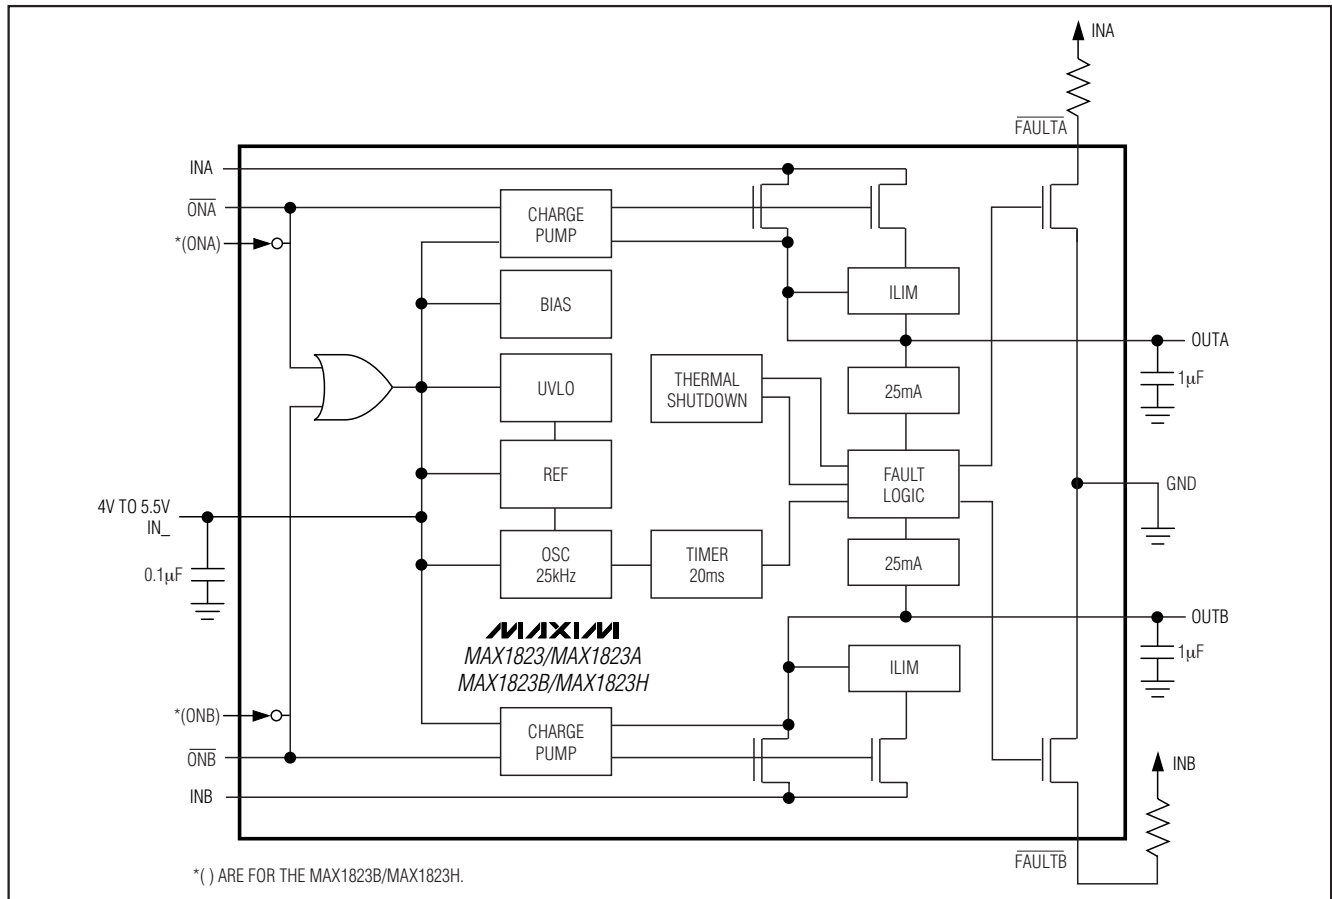 INA
FAULTA
INA
ONA
*(ONA)
CHARGE
PUMP
ILIM
BIAS
OUTA
1µF
UVLO
THERMAL
SHUTDOWN
25mA
REF
FAULT
LOGIC
GND
4V TO 5.5V
IN_
0.1µF
OSC
25kHz
TIMER
20ms
25mA
OUTB
1µF
MAXIM
MAX1823/MAX1823A
MAX1823B/MAX1823H
ILIM
*(ONB)
CHARGE
PUMP
ONB
INB
INB
FAULTB
*( ) ARE FOR THE MAX1823B/MAX1823H.